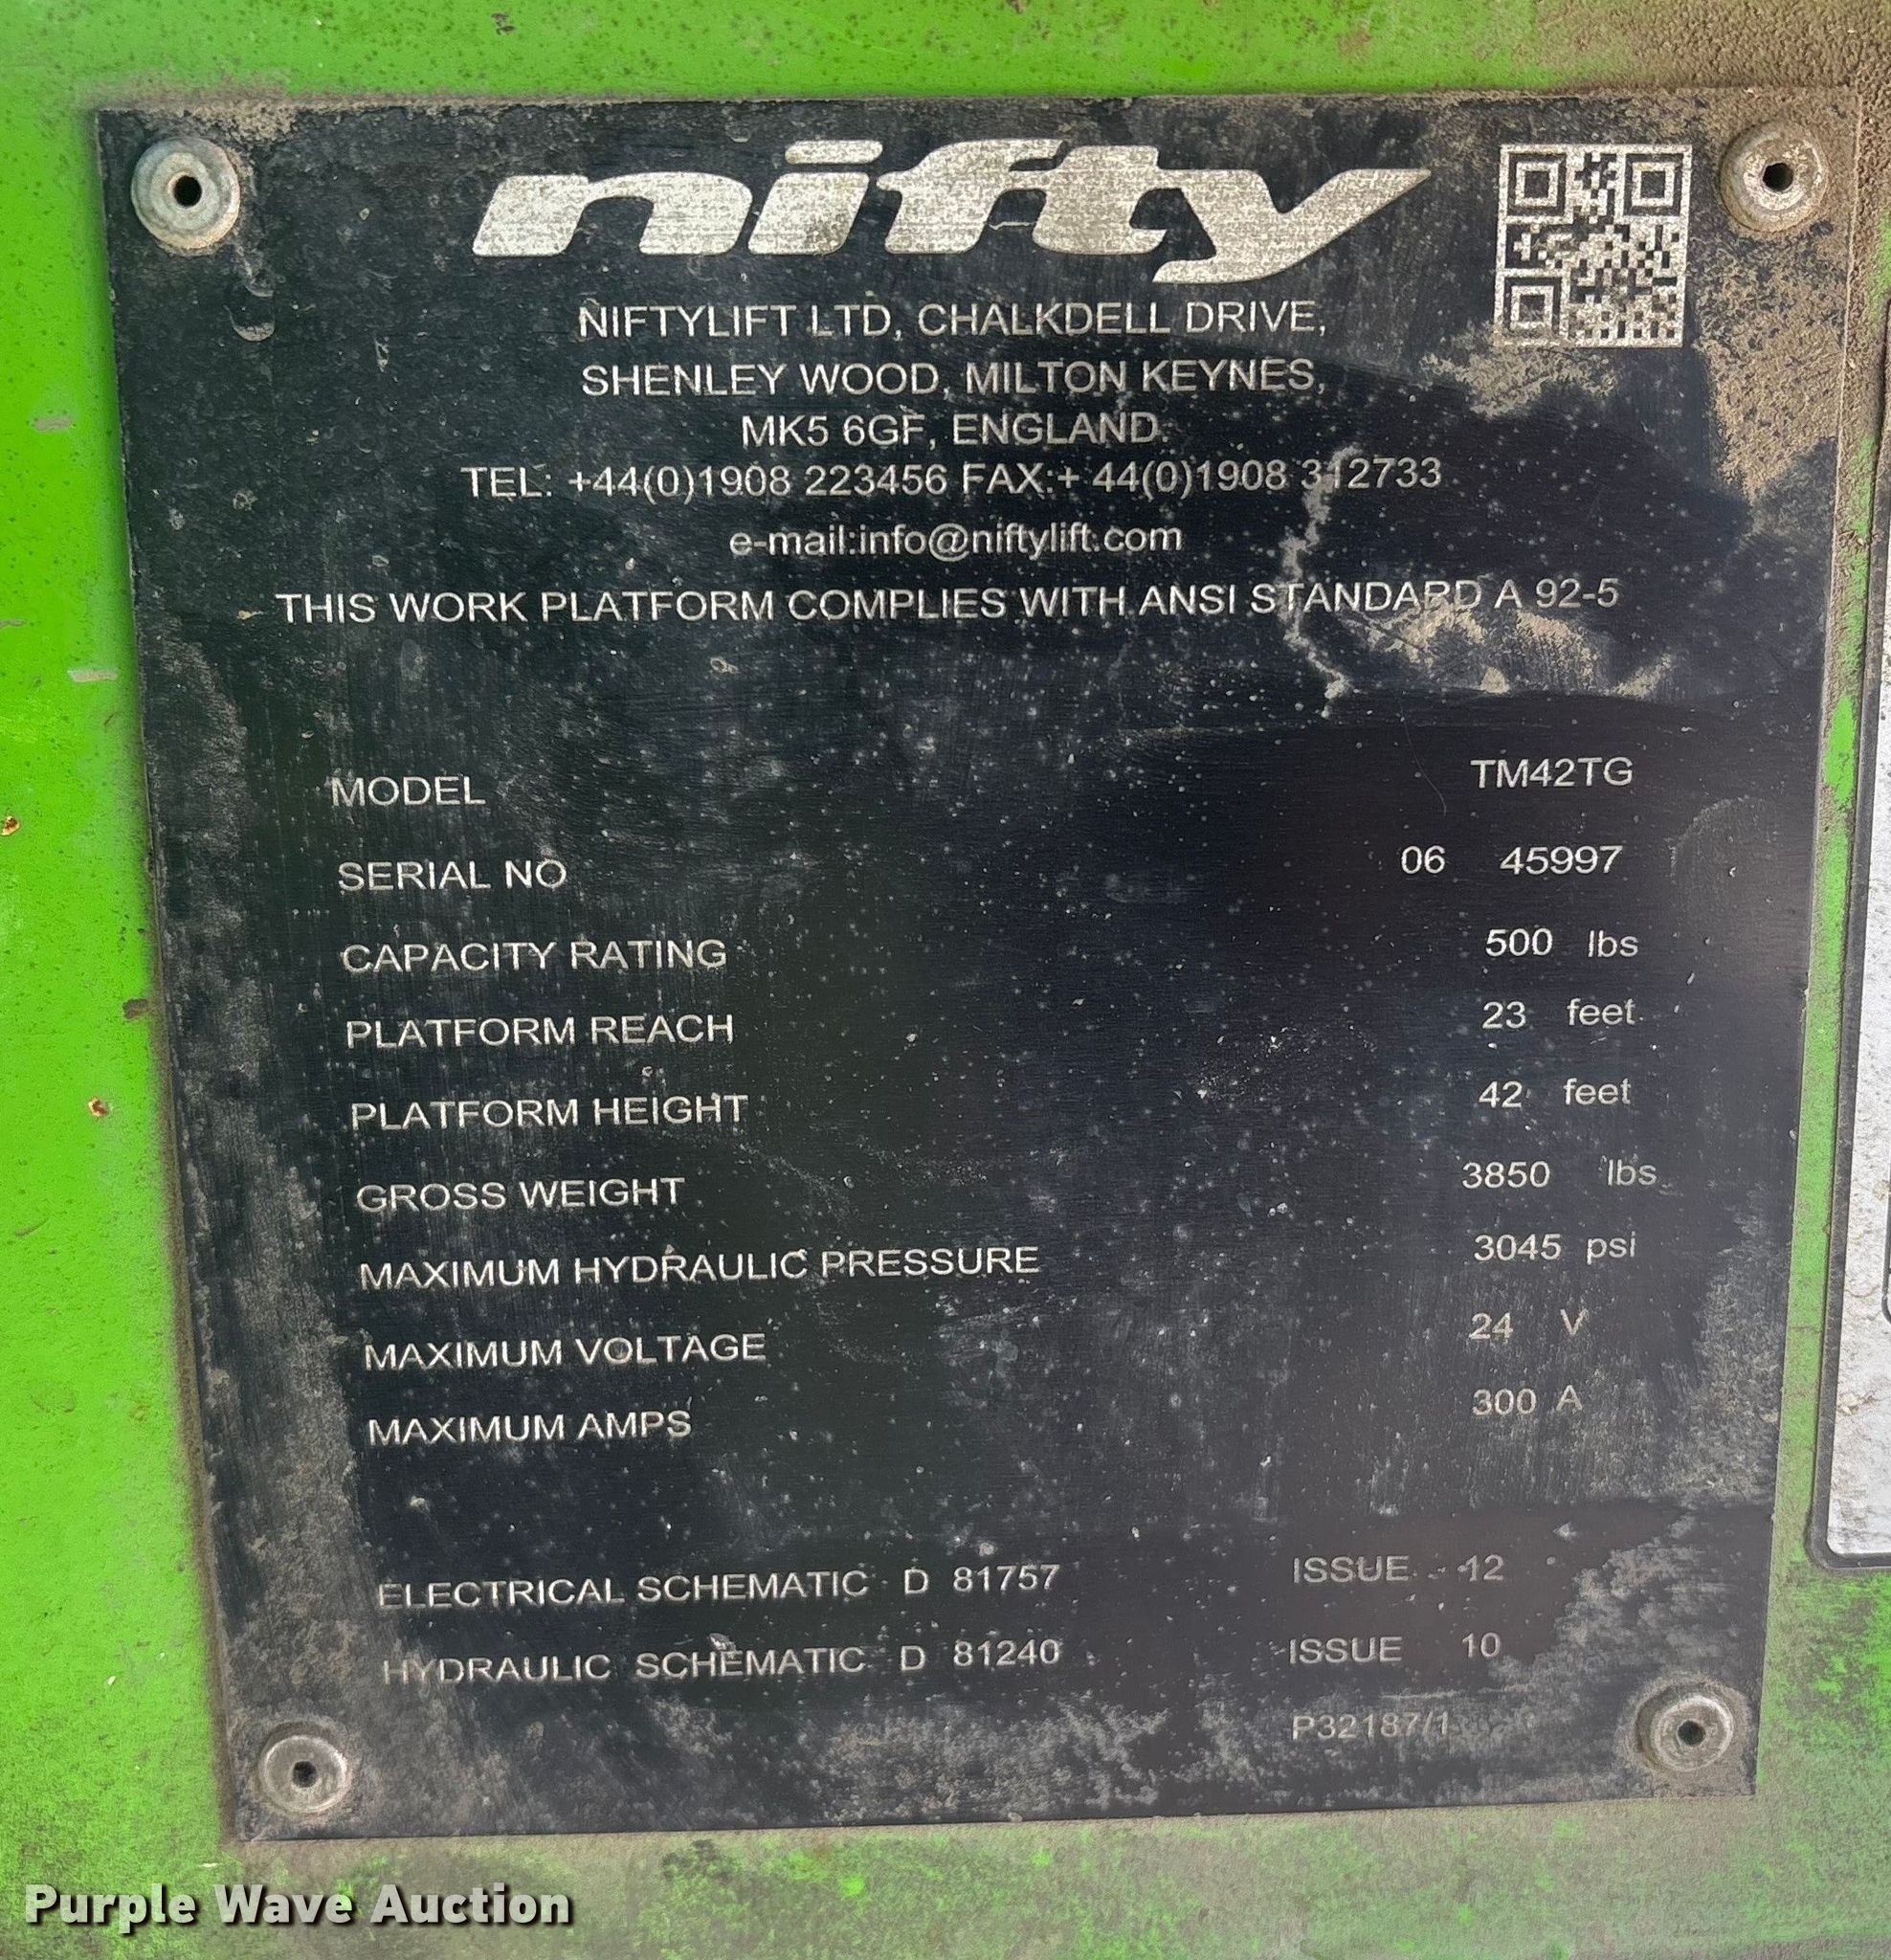 nifty
NIFTYLIFT LTD, CHALKDELL DRIVE,
SHENLEY WOOD, MILTON KEYNES,
MK5 6GF, ENGLAND.
TEL: +44(0)1908 223456 FAX:+ 44(0)1908 312733
e-mail:info@niftylift.com
THIS WORK PLATFORM COMPLIES WITH ANSI STANDARD A 92-5
MODEL TM42TG
SERIAL NO 06 45997
CAPACITY RATING 500 lbs
PLATFORM REACH 23 feet
PLATFORM HEIGHT 42 feet
GROSS WEIGHT 3850 lbs
MAXIMUM HYDRAULIC PRESSURE 3045 psi
MAXIMUM VOLTAGE 24 V
MAXIMUM AMPS 300 A
ELECTRICAL SCHEMATIC D 81757 ISSUE 12
HYDRAULIC SCHEMATIC D 81240 ISSUE 10
P32187/1
Purple Wave Auction